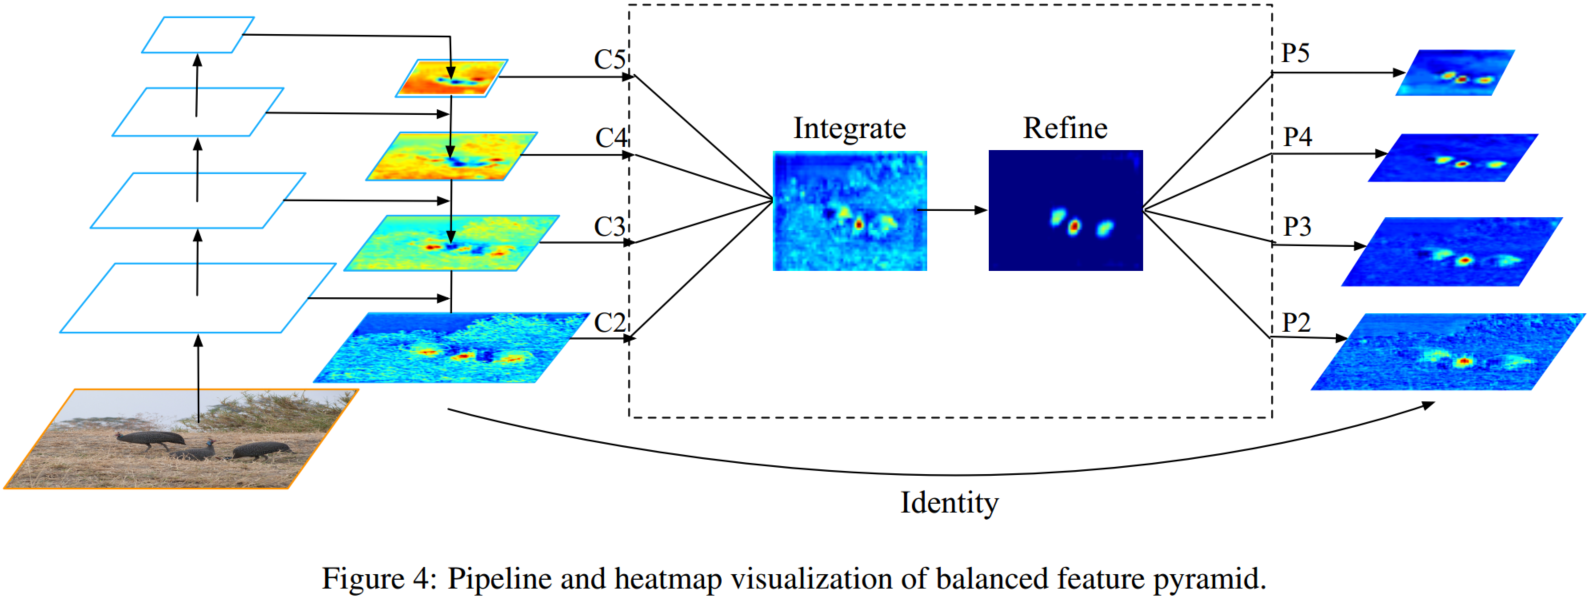 C5
C4
C3
C2
Integrate
Refine
P5
P4
P3
P2
Identity
Figure 4: Pipeline and heatmap visualization of balanced feature pyramid.